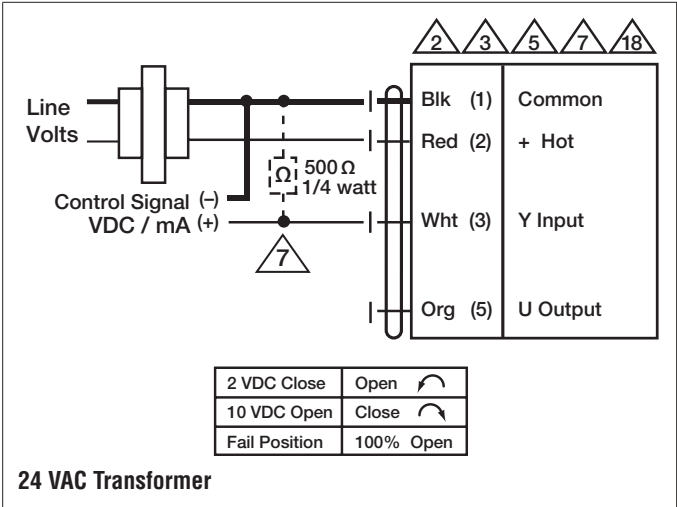 2 3 5 7 18
Line
Volts
Blk (1) Common
Red (2) + Hot
Ω 500 Ω
1/4 watt
Control Signal (–)
VDC / mA (+)
Wht (3) Y Input
7
Org (5) U Output
2 VDC Close Open
10 VDC Open Close
Fail Position 100% Open
24 VAC Transformer